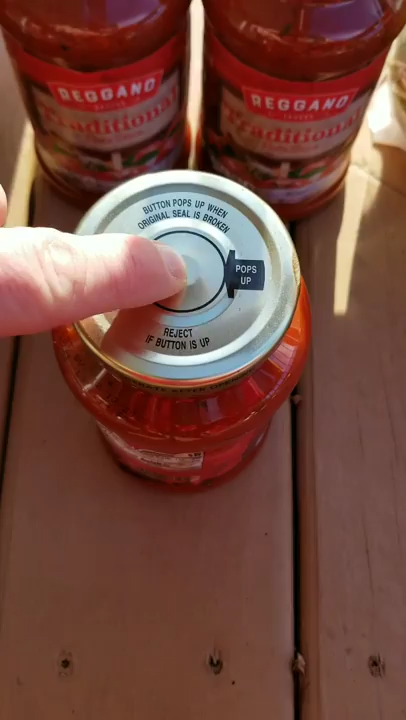 REGGANO
Traditional
REGGANO
SAUCES
Traditional
BUTTON POPS UP WHEN
ORIGINAL SEAL IS BROKEN
POPS
UP
REJECT
IF BUTTON IS UP